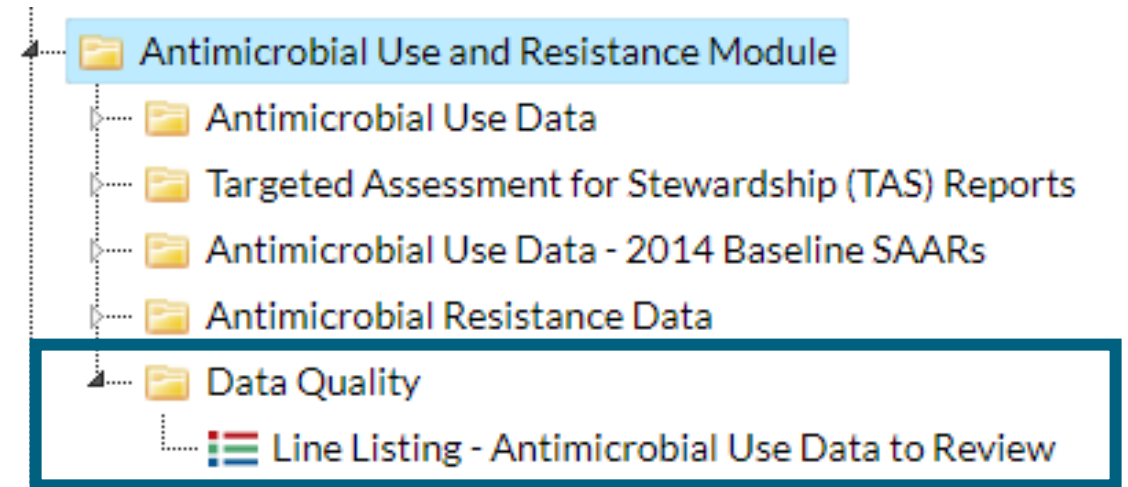 Antimicrobial Use and Resistance Module
Antimicrobial Use Data
Targeted Assessment for Stewardship (TAS) Reports
Antimicrobial Use Data - 2014 Baseline SAARs
Antimicrobial Resistance Data
Data Quality
Line Listing - Antimicrobial Use Data to Review